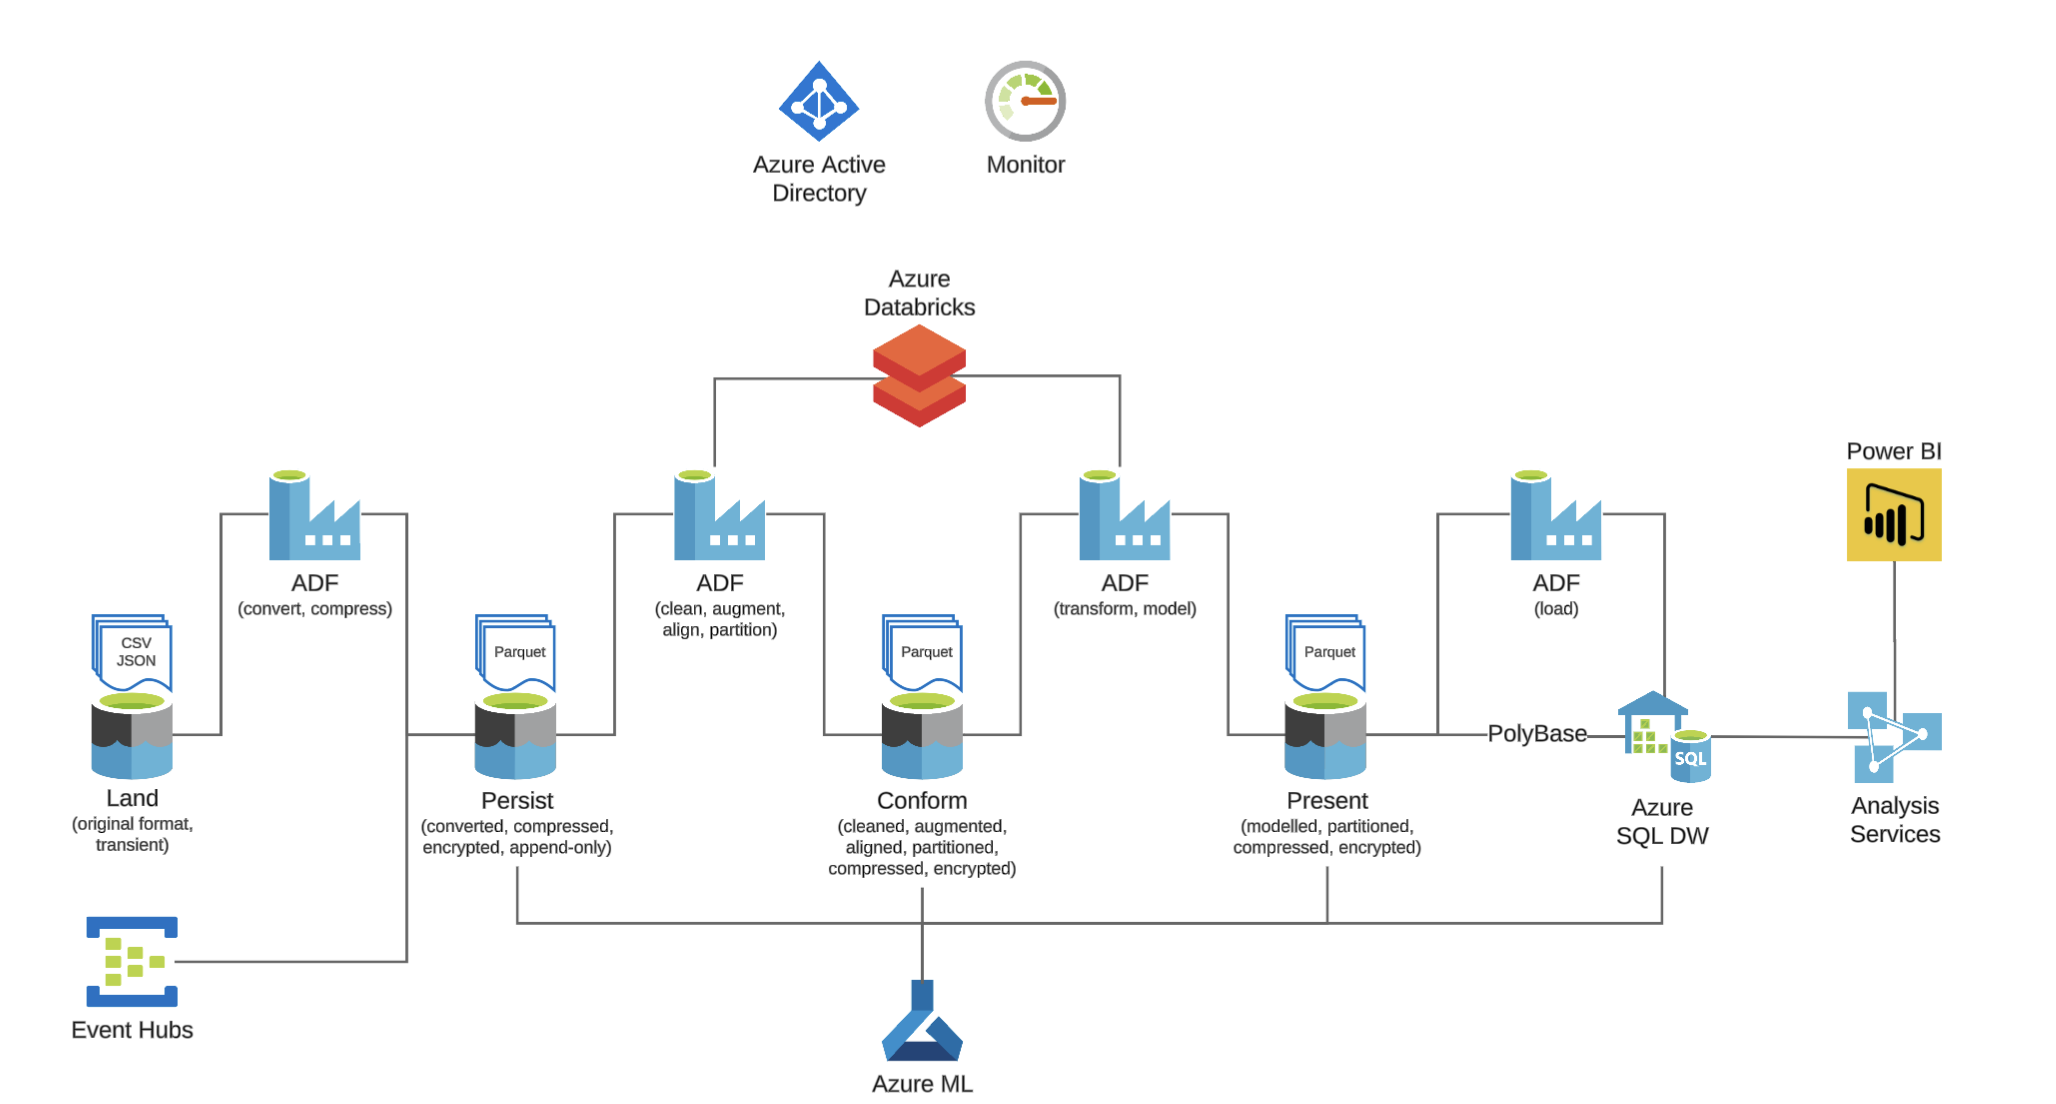 Azure Active
Directory
Monitor
Azure
Databricks
Power BI
ADF
(convert, compress)
ADF
(clean, augment,
align, partition)
ADF
(transform, model)
ADF
(load)
CSV
JSON
Parquet
Parquet
Parquet
PolyBase
SQL
Land
(original format,
transient)
Persist
(converted, compressed,
encrypted, append-only)
Conform
(cleaned, augmented,
aligned, partitioned,
compressed, encrypted)
Present
(modelled, partitioned,
compressed, encrypted)
Azure
SQL DW
Analysis
Services
Event Hubs
Azure ML